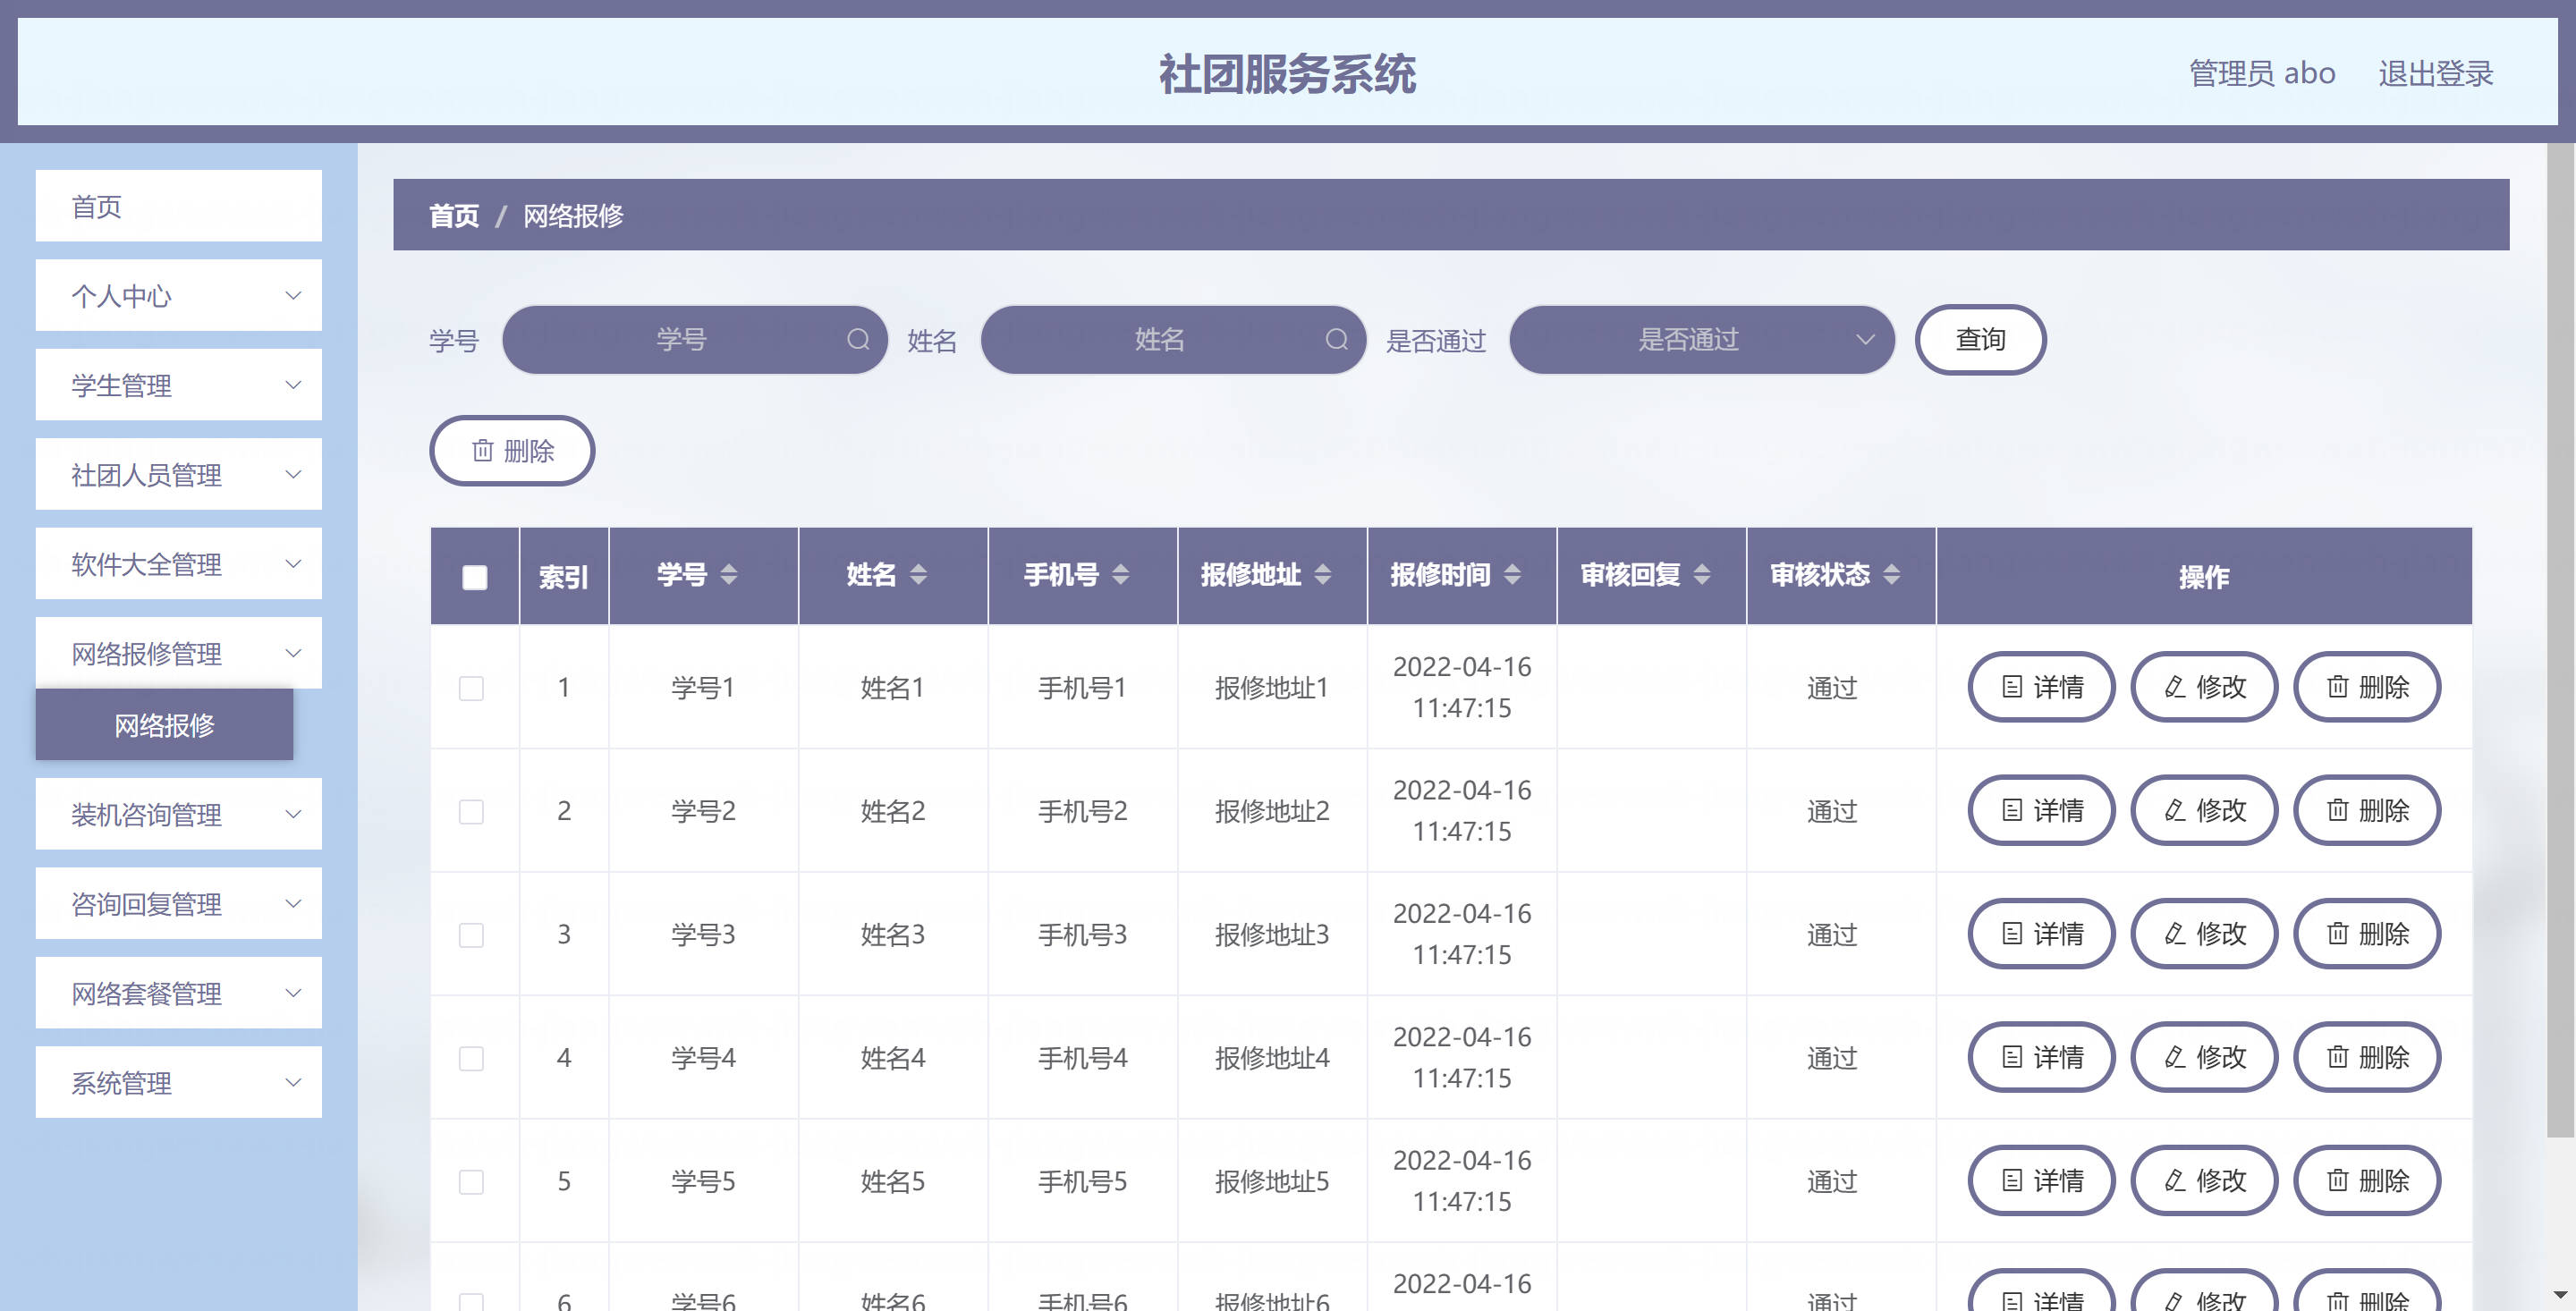 社团服务系统
管理员 abo 退出登录
首页
个人中心
学生管理
社团人员管理
软件大全管理
网络报修管理
网络报修
装机咨询管理
咨询回复管理
网络套餐管理
系统管理
首页 / 网络报修
学号 学号 姓名 姓名 是否通过 是否通过 查询
删除
索引 学号 姓名 手机号 报修地址 报修时间 审核回复 审核状态 操作
1 学号1 姓名1 手机号1 报修地址1 2022-04-16 11:47:15 通过 详情 修改 删除
2 学号2 姓名2 手机号2 报修地址2 2022-04-16 11:47:15 通过 详情 修改 删除
3 学号3 姓名3 手机号3 报修地址3 2022-04-16 11:47:15 通过 详情 修改 删除
4 学号4 姓名4 手机号4 报修地址4 2022-04-16 11:47:15 通过 详情 修改 删除
5 学号5 姓名5 手机号5 报修地址5 2022-04-16 11:47:15 通过 详情 修改 删除
6 学号6 姓名6 手机号6 报修地址6 2022-04-16 通过 详情 修改 删除